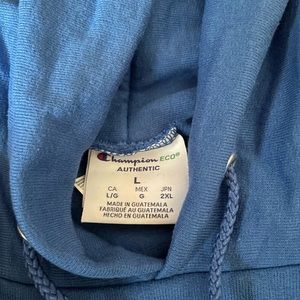 Champion ECO®
AUTHENTIC
L
CA MEX JPN
L/G G 2XL
MADE IN GUATEMALA
FABRIQUÉ AU GUATEMALA
HECHO EN GUATEMALA